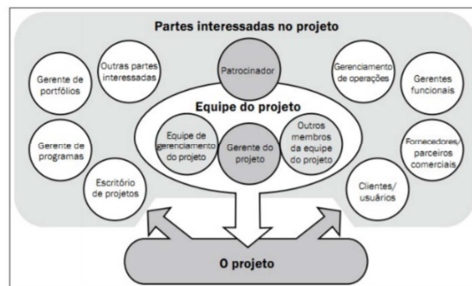 Partes interessadas no projeto
Outras partes
interessadas
Patrocinador
Gerenciamento
de operações
Gerente de
portfólios
Gerentes
funcionais
Equipe do projeto
Gerente de
programas
Equipe de
gerenciamento
do projeto
Gerente do
projeto
Outros
membros
da equipe
do projeto
Fornecedores/
parceiros
comerciais
Escritório
de projetos
Clientes/
usuários
O projeto